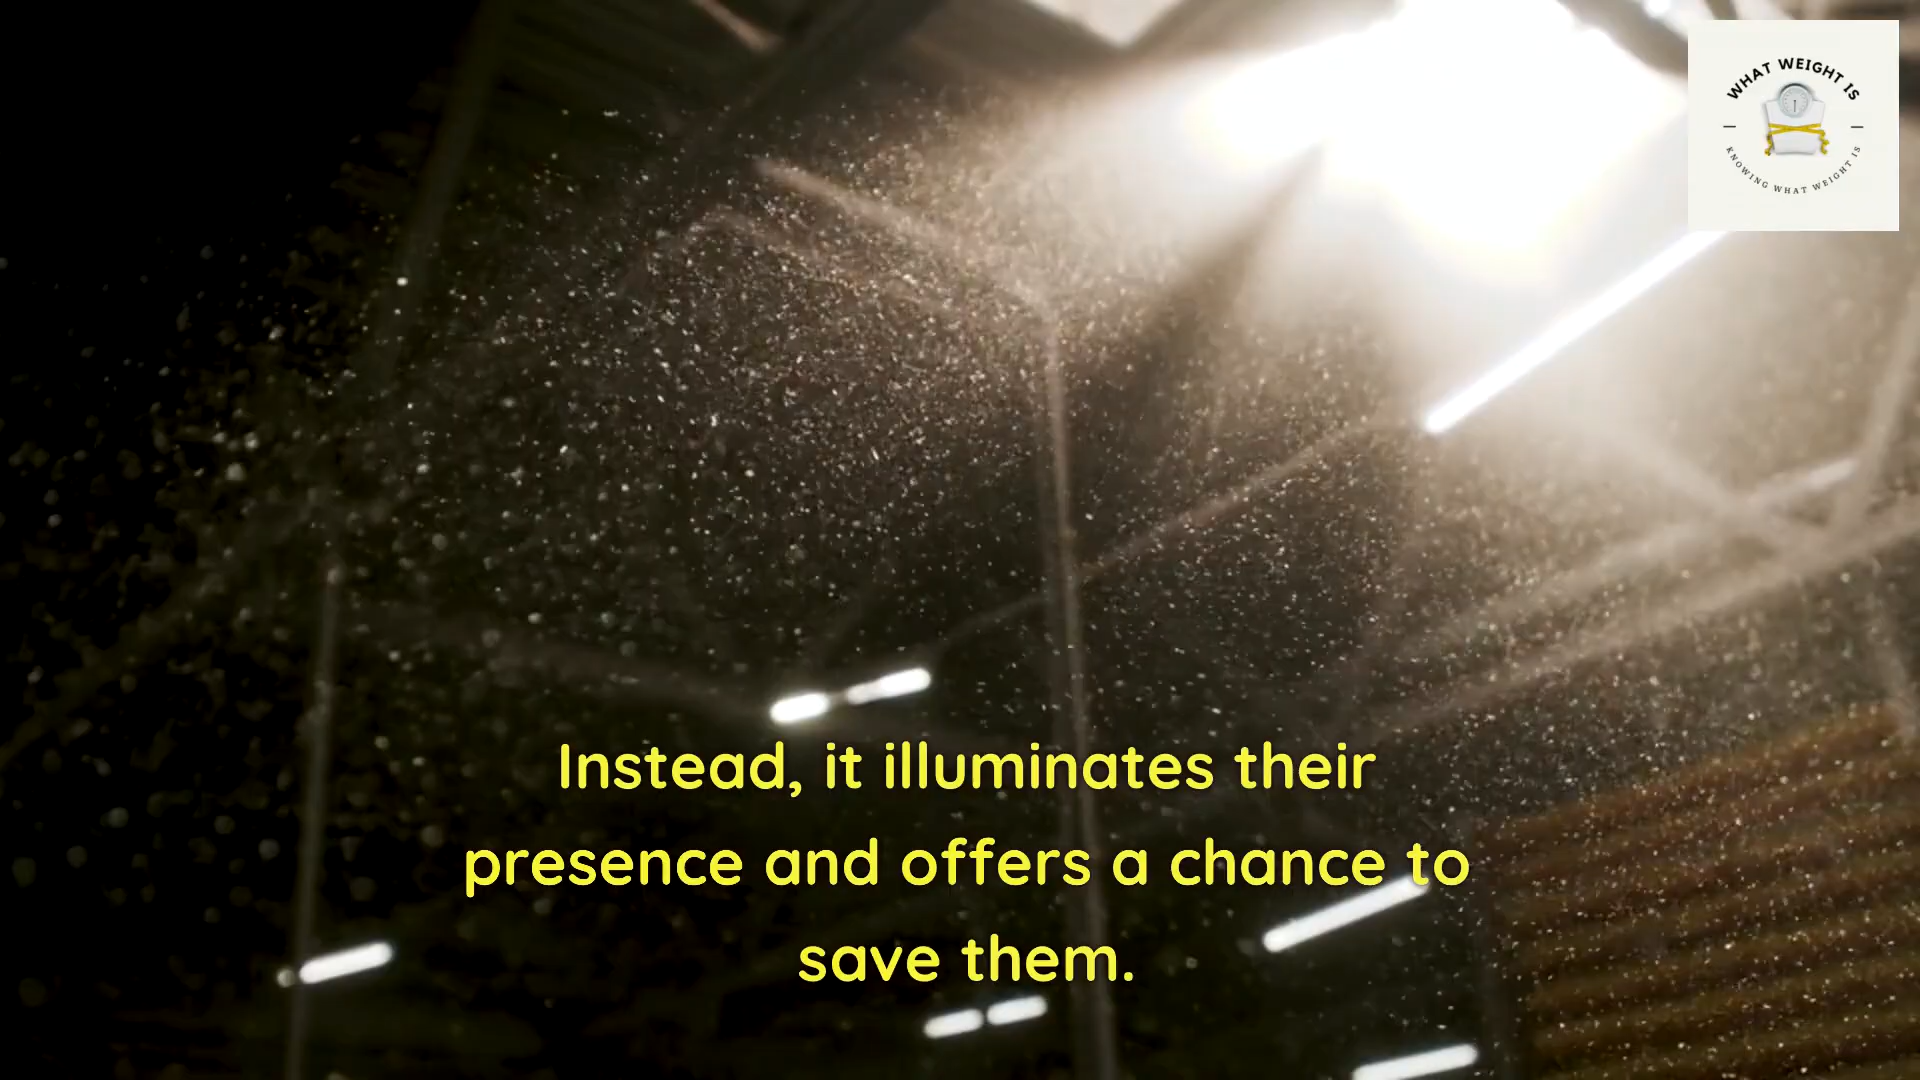 WHAT WEIGHT IS
KNOWING WHAT WEIGHT IS
Instead, it illuminates their
presence and offers a chance to
save them.